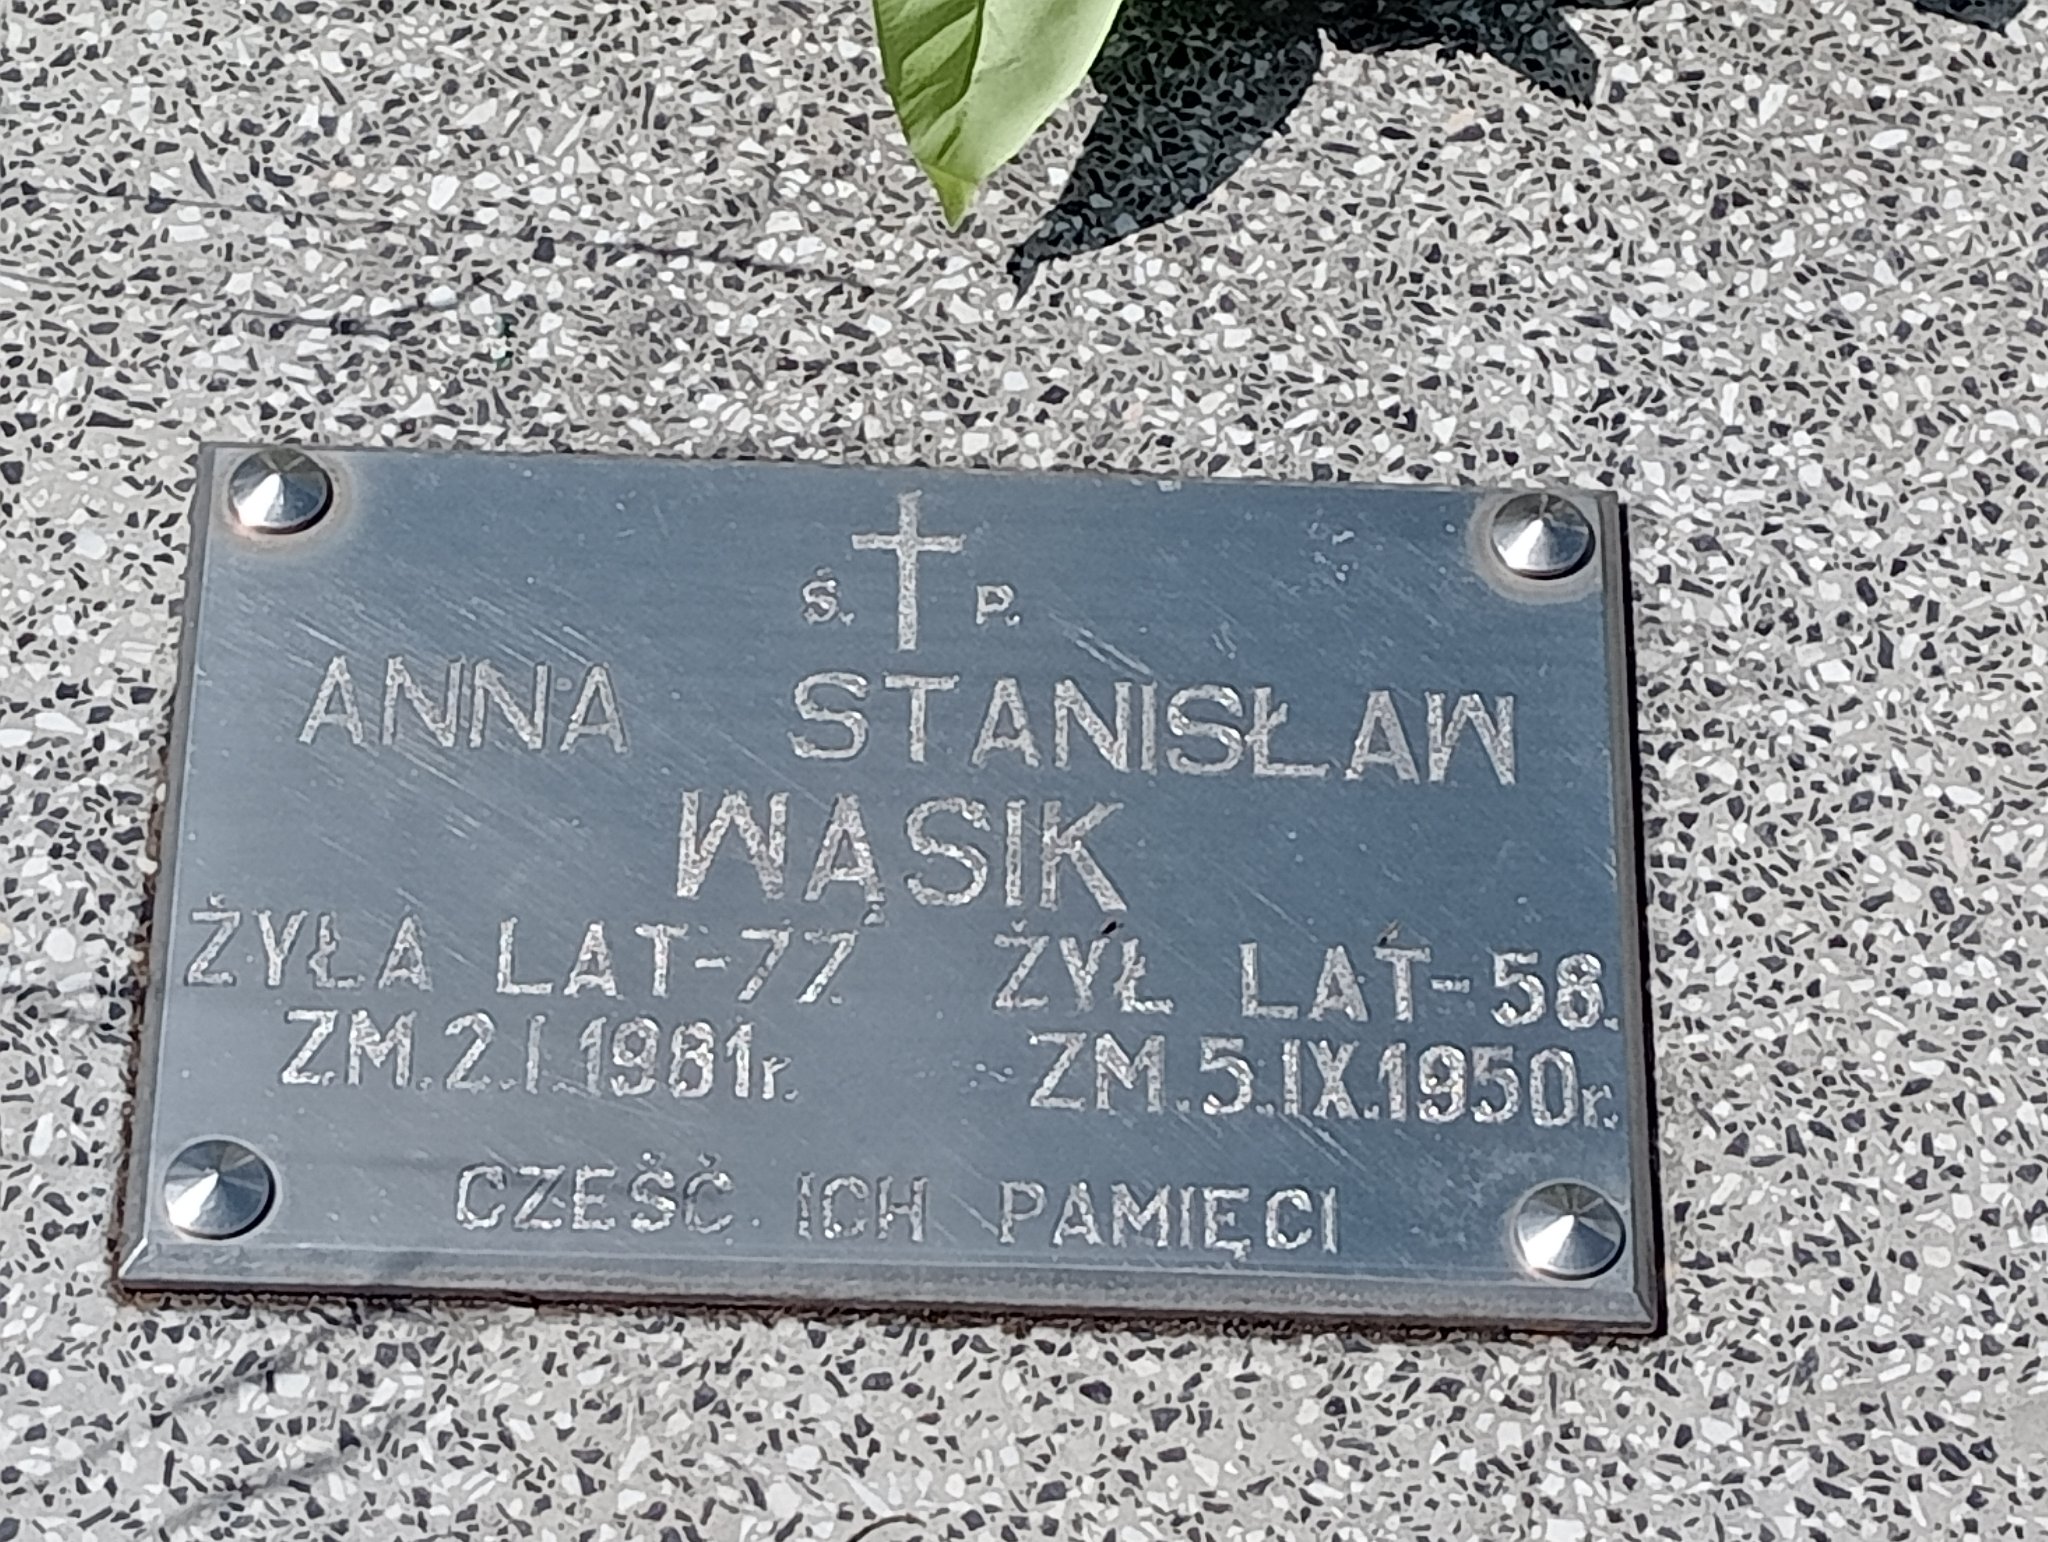 Ś. P.
ANNA STANISŁAW
WĄSIK
ŻYŁA LAT-77 ŻYŁ LAT-58.
ZM.2.I.1981r. ZM.5.IX.1950r.
CZEŚĆ ICH PAMIĘCI